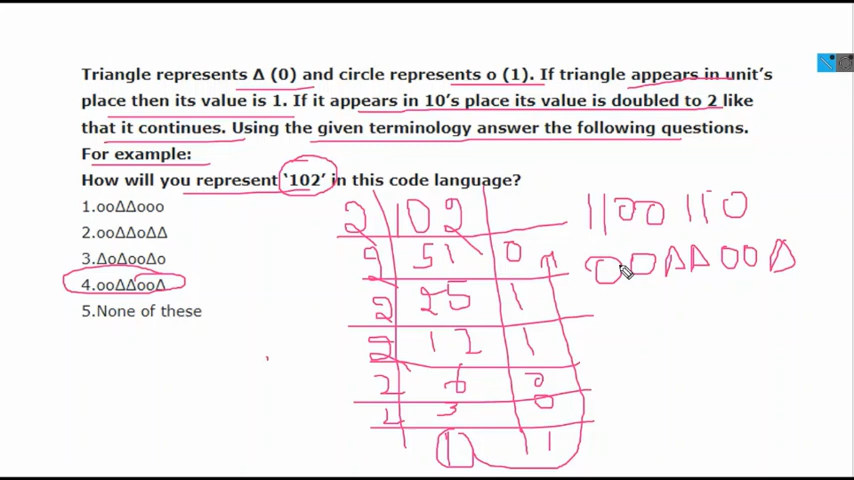 Triangle represents Δ (0) and circle represents o (1). If triangle appears in unit’s
place then its value is 1. If it appears in 10’s place its value is doubled to 2 like
that it continues. Using the given terminology answer the following questions.
For example:
How will you represent ‘102’ in this code language?
1.ooΔΔooo
2.ooΔΔoΔΔ
3.ΔoΔooΔo
4.ooΔΔooΔ
5.None of these
2 102
2 51 0
2 25 1
2 12 1
2 6 0
2 3 0
1 1
1100110
OOΔΔOOΔ